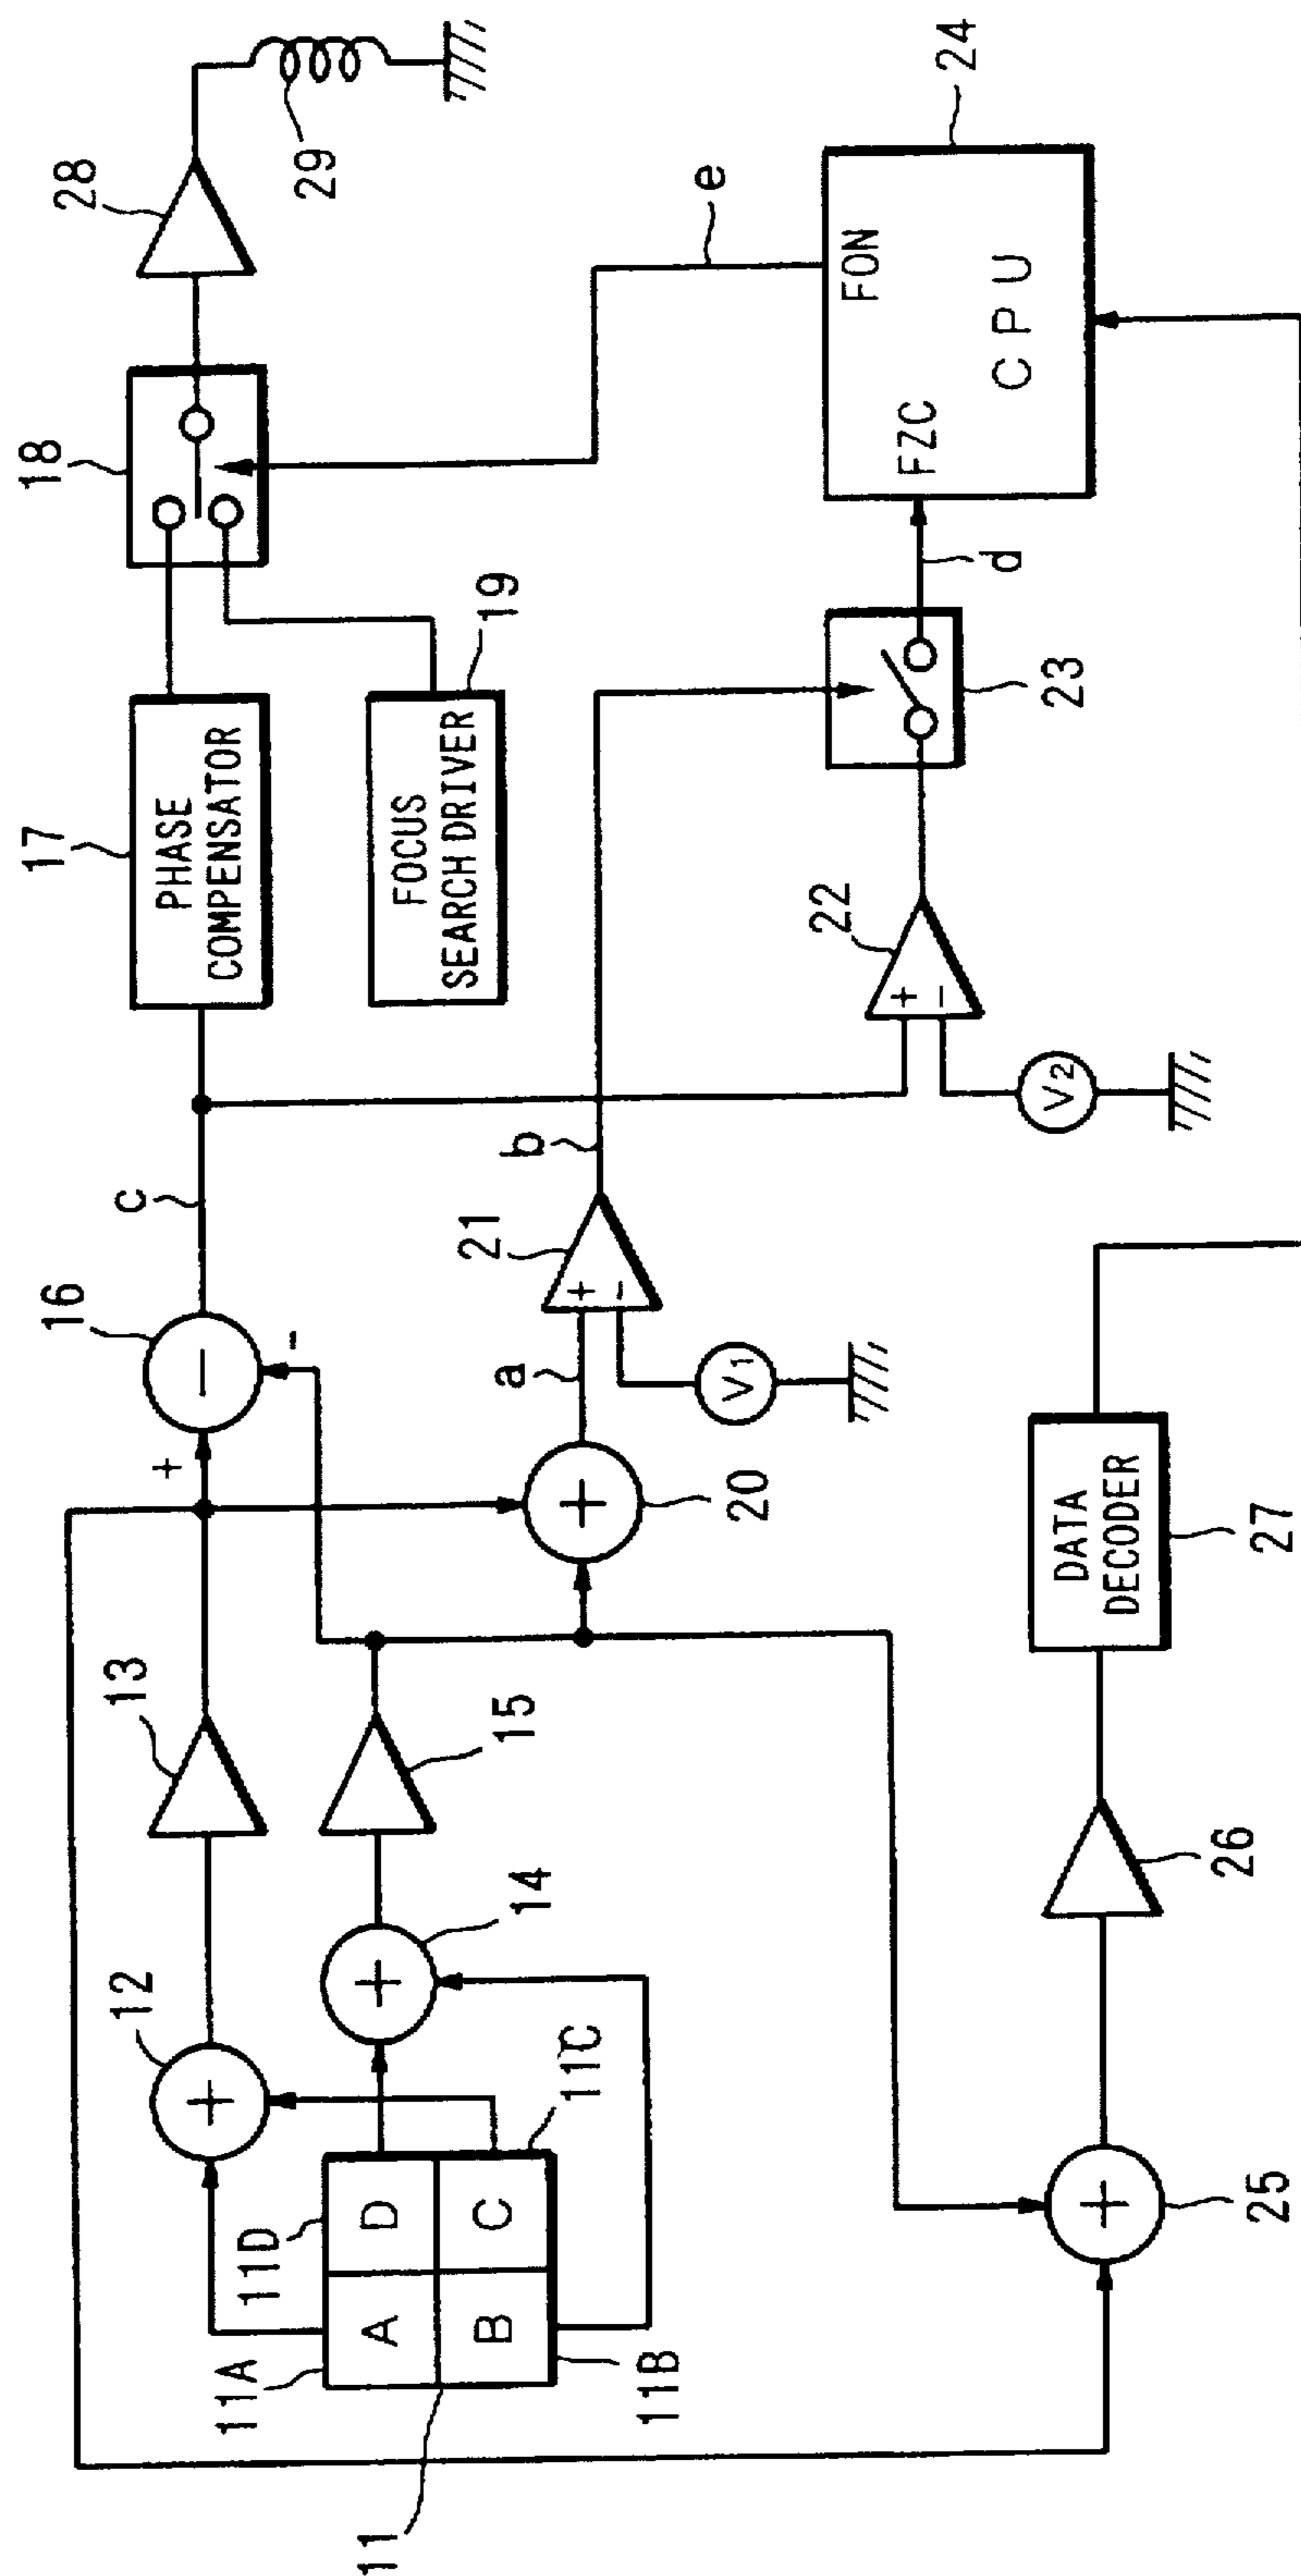 11
11A
11B
11C
11D
A
D
B
C
12
+
13
14
+
15
16
−
+
-
c
17
PHASE
COMPENSATOR
18
28
29
FOCUS
SEARCH DRIVER
19
20
+
a
21
+
-
V1
b
22
+
-
V2
23
d
e
24
FON
FZC
CPU
25
+
26
DATA
DECODER
27